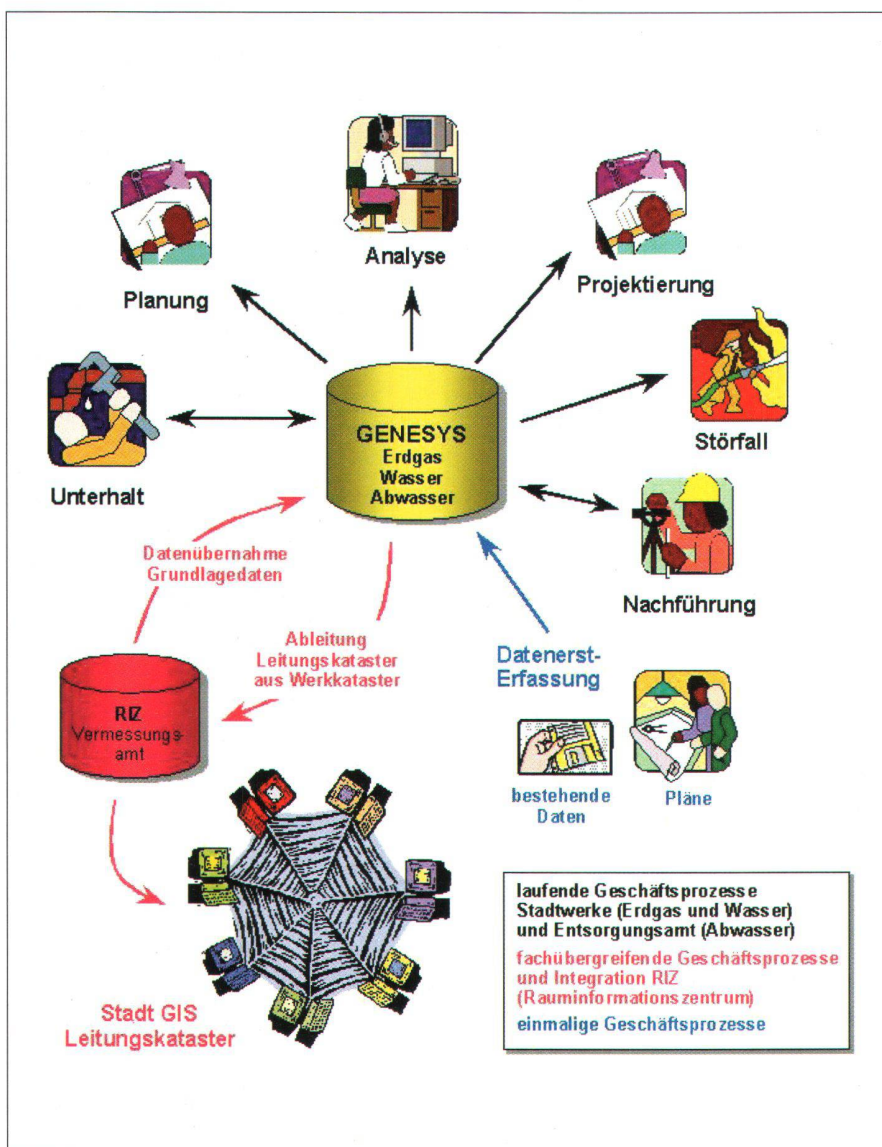 Analyse
Planung
Projektierung
GENESYS
Erdgas
Wasser
Abwasser
Störfall
Unterhalt
Nachführung
Datenübernahme
Grundlagedaten
Ableitung
Leitungskataster
aus Werkkataster
Datenerst-
Erfassung
RIZ
Vermessungs-
amt
bestehende
Daten
Pläne
Stadt GIS
Leitungskataster
laufende Geschäftsprozesse
Stadtwerke (Erdgas und Wasser)
und Entsorgungsamt (Abwasser)
fachübergreifende Geschäftsprozesse
und Integration RIZ
(Rauminformationszentrum)
einmalige Geschäftsprozesse